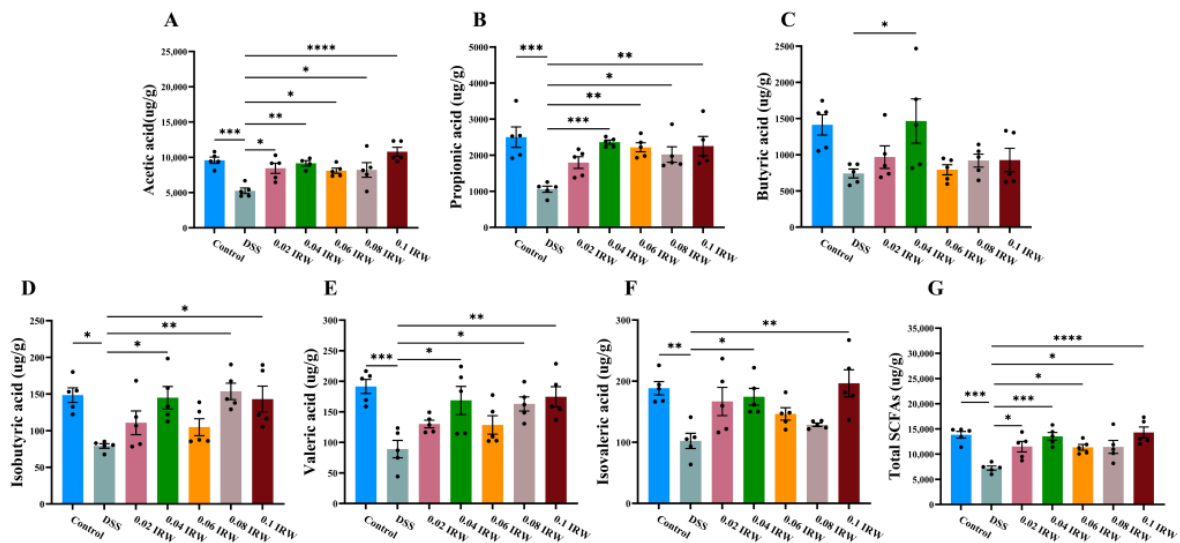 A
Acetic acid(ug/g)
25,000
20,000
15,000
10,000
5,000
0
****
*
*
**
***
*
Control
DSS
0.02 IRW
0.04 IRW
0.06 IRW
0.08 IRW
0.1 IRW
B
Propionic acid (ug/g)
5000
4000
3000
2000
1000
0
***
**
*
**
***
Control
DSS
0.02 IRW
0.04 IRW
0.06 IRW
0.08 IRW
0.1 IRW
C
Butyric acid (ug/g)
2500
2000
1500
1000
500
0
*
Control
DSS
0.02 IRW
0.04 IRW
0.06 IRW
0.08 IRW
0.1 IRW
D
Isobutyric acid (ug/g)
250
200
150
100
50
0
*
*
**
*
Control
DSS
0.02 IRW
0.04 IRW
0.06 IRW
0.08 IRW
0.1 IRW
E
Valeric acid (ug/g)
300
250
200
150
100
50
0
**
*
*
***
Control
DSS
0.02 IRW
0.04 IRW
0.06 IRW
0.08 IRW
0.1 IRW
F
Isovaleric acid (ug/g)
300
200
100
0
**
**
*
Control
DSS
0.02 IRW
0.04 IRW
0.06 IRW
0.08 IRW
0.1 IRW
G
Total SCFAs (ug/g)
35,000
30,000
25,000
20,000
15,000
10,000
5,000
0
****
*
*
***
***
*
Control
DSS
0.02 IRW
0.04 IRW
0.06 IRW
0.08 IRW
0.1 IRW